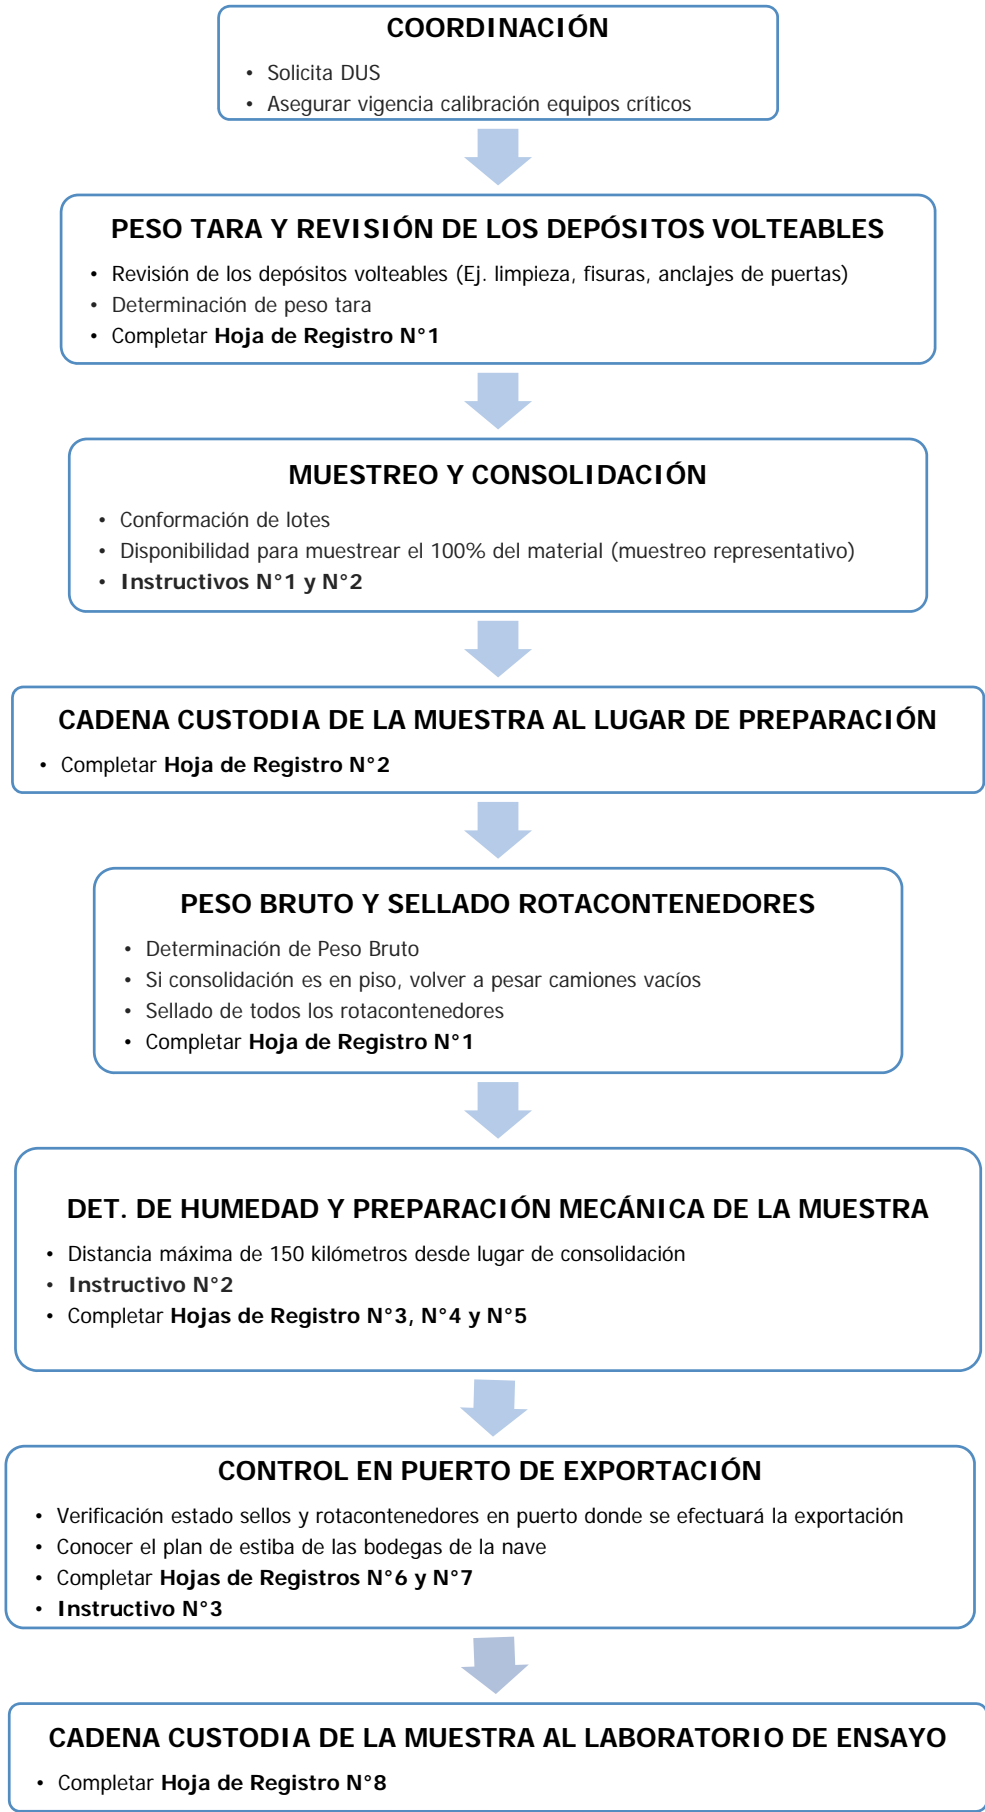 COORDINACIÓN
• Solicita DUS
• Asegurar vigencia calibración equipos críticos
PESO TARA Y REVISIÓN DE LOS DEPÓSITOS VOLTEABLES
• Revisión de los depósitos volteables (Ej. limpieza, fisuras, anclajes de puertas)
• Determinación de peso tara
• Completar Hoja de Registro N°1
MUESTREO Y CONSOLIDACIÓN
• Conformación de lotes
• Disponibilidad para muestrear el 100% del material (muestreo representativo)
• Instructivos N°1 y N°2
CADENA CUSTODIA DE LA MUESTRA AL LUGAR DE PREPARACIÓN
• Completar Hoja de Registro N°2
PESO BRUTO Y SELLADO ROTACONTENEDORES
• Determinación de Peso Bruto
• Si consolidación es en piso, volver a pesar camiones vacíos
• Sellado de todos los rotacontenedores
• Completar Hoja de Registro N°1
DET. DE HUMEDAD Y PREPARACIÓN MECÁNICA DE LA MUESTRA
• Distancia máxima de 150 kilómetros desde lugar de consolidación
• Instructivo N°2
• Completar Hojas de Registro N°3, N°4 y N°5
CONTROL EN PUERTO DE EXPORTACIÓN
• Verificación estado sellos y rotacontenedores en puerto donde se efectuará la exportación
• Conocer el plan de estiba de las bodegas de la nave
• Completar Hojas de Registros N°6 y N°7
• Instructivo N°3
CADENA CUSTODIA DE LA MUESTRA AL LABORATORIO DE ENSAYO
• Completar Hoja de Registro N°8